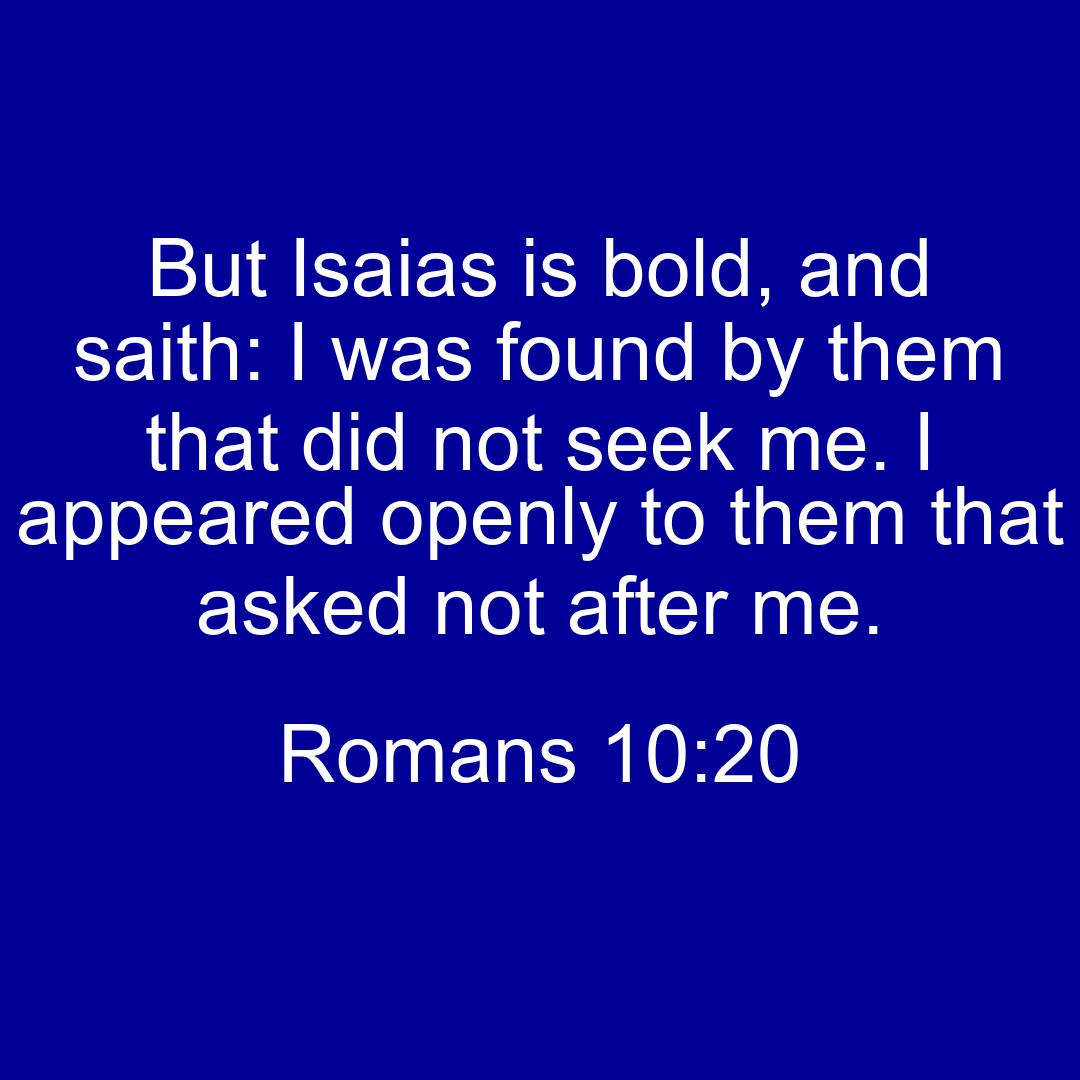 But Isaias is bold, and
saith: I was found by them
that did not seek me. I
appeared openly to them that
asked not after me.
Romans 10:20